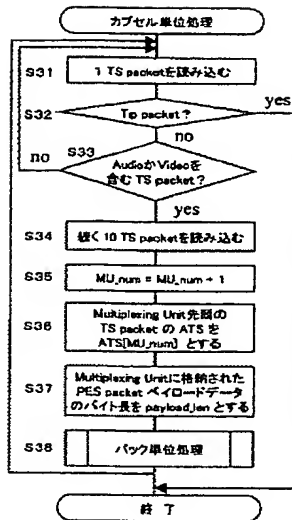 カプセル単位処理
S31
1 TS packetを読み込む
S32
Tip packet ?
yes
no
S33
no
AudioかVideoを
含む TS packet ?
yes
S34
続く 10 TS packetを読み込む
S35
MU_num = MU_num + 1
S36
Multiplexing Unit先頭の
TS packet の ATS を
ATS[MU_num] とする
S37
Multiplexing Unitに格納された
PES packet ペイロードデータ
のバイト長を payload_len とする
S38
パック単位処理
終 了